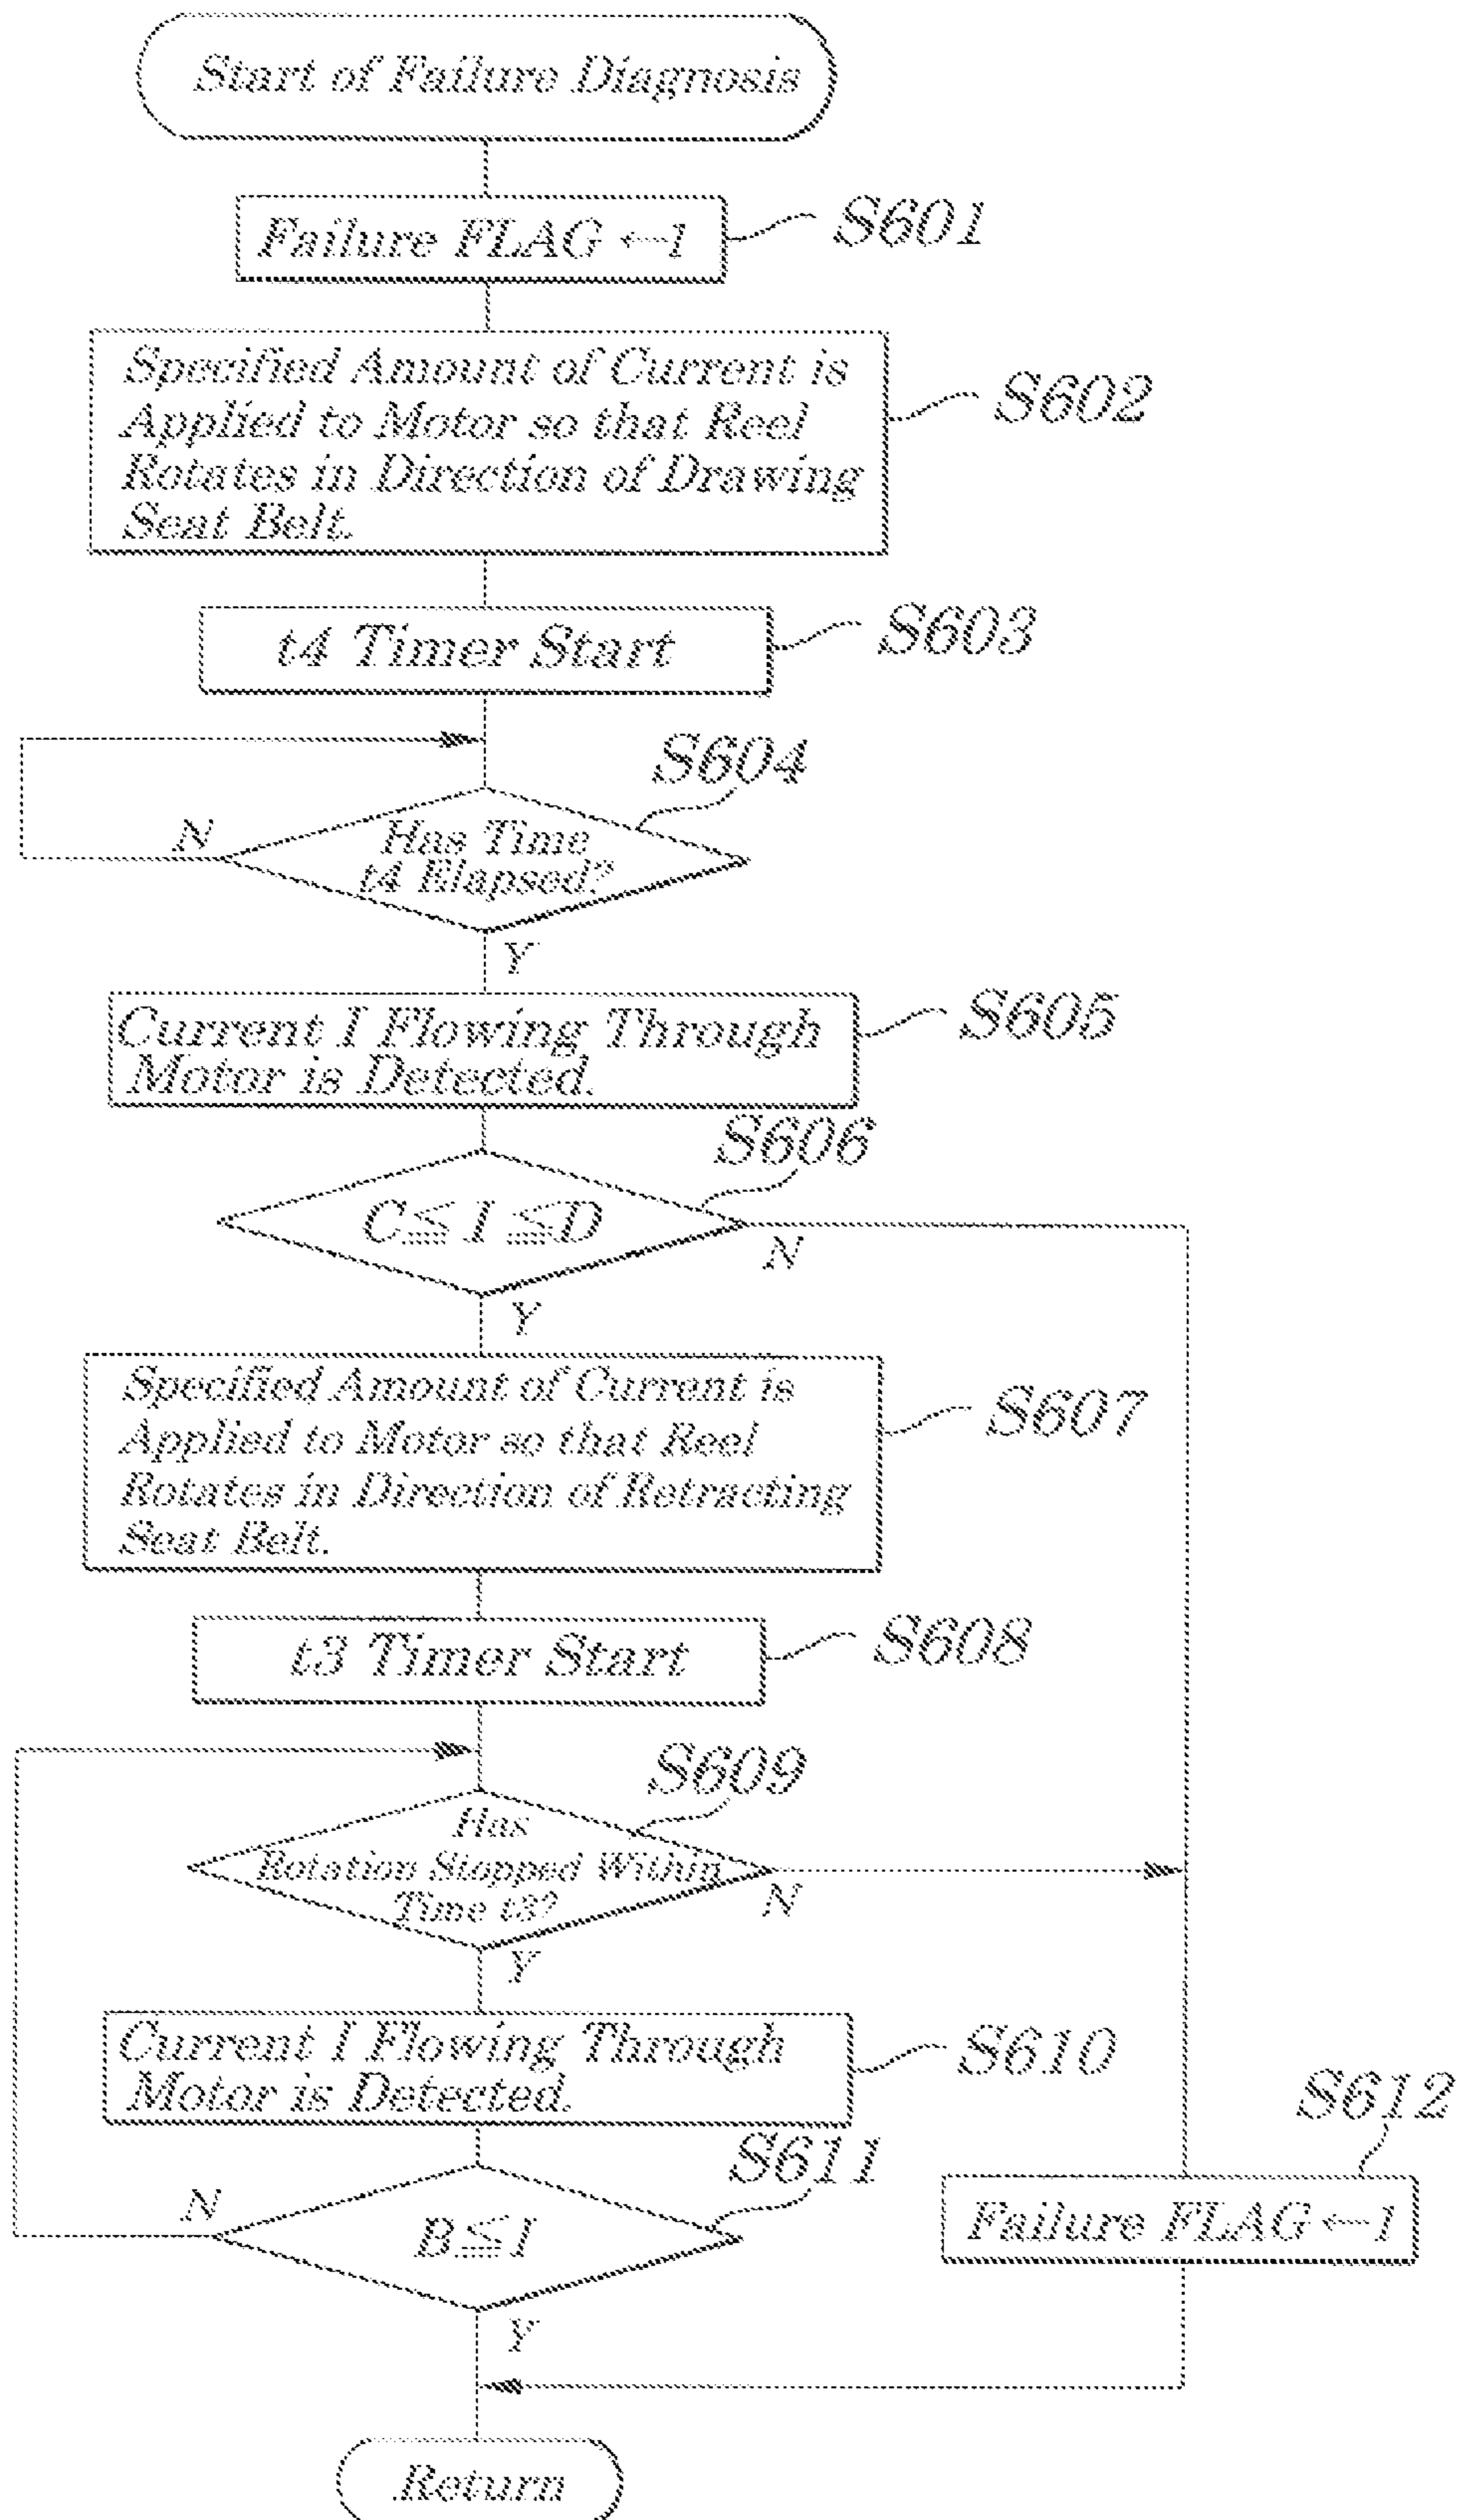 Start of Failure Diagnosis
Failure FLAG ←1
S601
Specified Amount of Current is
Applied to Motor so that Reel
Rotates in Direction of Drawing
Seat Belt.
S602
t4 Timer Start
S603
S604
Has Time
t4 Elapsed?
N
Y
Current I Flowing Through
Motor is Detected.
S605
S606
C≦ I ≦D
N
Y
Specified Amount of Current is
Applied to Motor so that Reel
Rotates in Direction of Retracting
Seat Belt.
S607
t3 Timer Start
S608
S609
Has
Rotation Stopped Within
Time t3?
N
Y
Current I Flowing Through
Motor is Detected.
S610
S611
B≦I
N
Y
S612
Failure FLAG ←1
Return